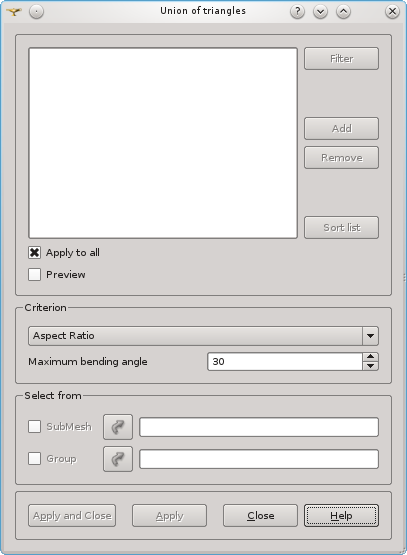 Union of triangles
Filter
Add
Remove
Sort list
Apply to all
Preview
Criterion
Aspect Ratio
Maximum bending angle 30
Select from
SubMesh
Group
Apply and Close Apply Close Help